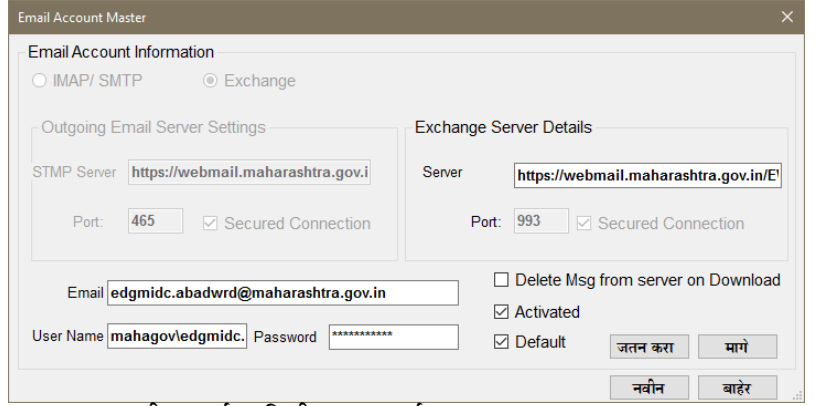 Email Account Master
Email Account Information
IMAP/ SMTP Exchange
Outgoing Email Server Settings Exchange Server Details
STMP Server https://webmail.maharashtra.gov.i Server https://webmail.maharashtra.gov.in/E
Port: 465 Secured Connection Port: 993 Secured Connection
Delete Msg from server on Download
Email edgmidc.abadwrd@maharashtra.gov.in
Activated
User Name mahagov\edgmidc. Password ***********
Default जतन करा मागे
नवीन बाहेर